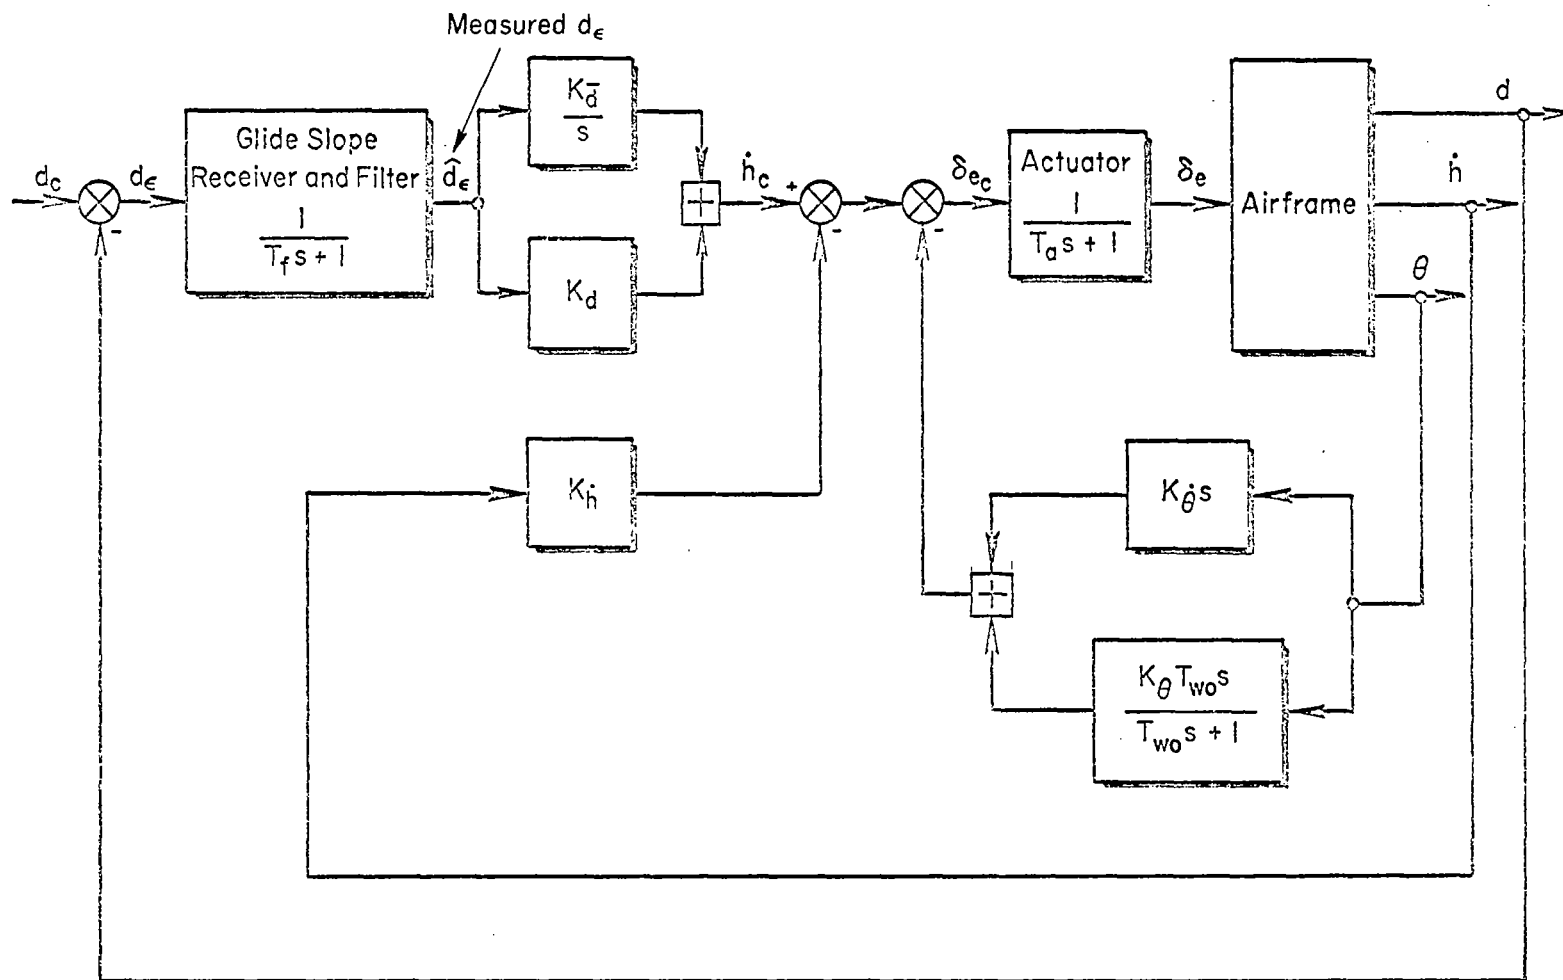 Measured d_ϵ
d_c
d_ϵ
-
Glide Slope
Receiver and Filter
1
T_f s + 1
d̂_ϵ
K_d̄
s
K_d
+
ḣ_c
+
-
-
δ_e_c
Actuator
1
T_a s + 1
δ_e
Airframe
d
ḣ
θ
K_ḣ
K_θ̇ s
+
K_θ T_wo s
T_wo s + 1